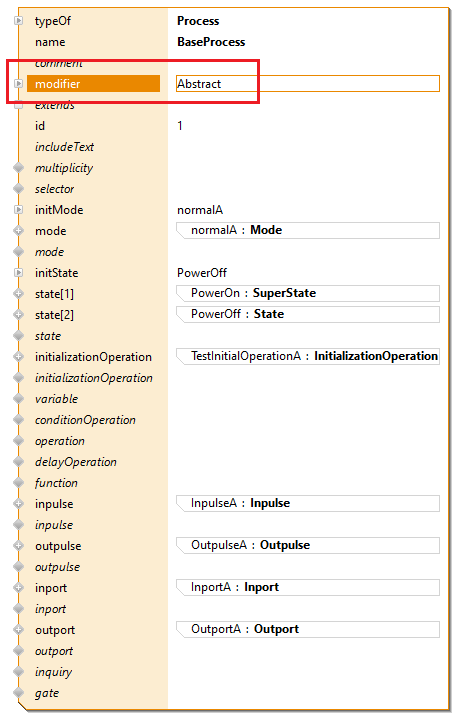 typeOf Process
name BaseProcess
comment
modifier Abstract
extends
id 1
includeText
multiplicity
selector
initMode normalA
mode normalA : Mode
mode
initState PowerOff
state[1] PowerOn : SuperState
state[2] PowerOff : State
state
initializationOperation TestInitialOperationA : InitializationOperation
initializationOperation
variable
conditionOperation
operation
delayOperation
function
inpulse InpulseA : Inpulse
inpulse
outpulse OutpulseA : Outpulse
outpulse
inport InportA : Inport
inport
outport OutportA : Outport
outport
inquiry
gate